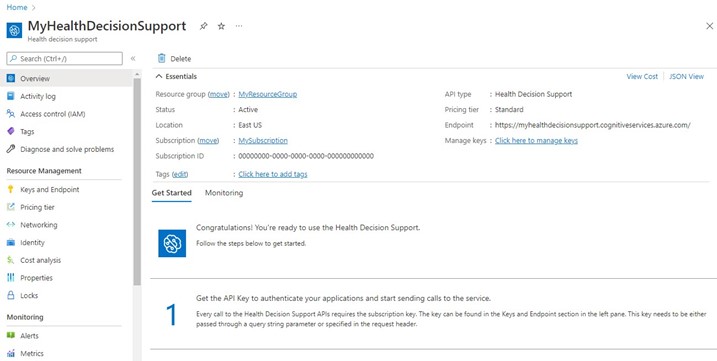 Home >
MyHealthDecisionSupport
Health decision support
Search (Ctrl+/)
«
Overview
Activity log
Access control (IAM)
Tags
Diagnose and solve problems
Resource Management
Keys and Endpoint
Pricing tier
Networking
Identity
Cost analysis
Properties
Locks
Monitoring
Alerts
Metrics
Delete
Essentials
View Cost JSON View
Resource group (move) : MyResourceGroup
Status : Active
Location : East US
Subscription (move) : MySubscription
Subscription ID : 00000000-0000-0000-0000-000000000000
Tags (edit) : Click here to add tags
API type : Health Decision Support
Pricing tier : Standard
Endpoint : https://myhealthdecisionsupport.cognitiveservices.azure.com/
Manage keys : Click here to manage keys
Get Started Monitoring
Congratulations! You're ready to use the Health Decision Support.
Follow the steps below to get started.
1
Get the API Key to authenticate your applications and start sending calls to the service.
Every call to the Health Decision Support APIs requires the subscription key. The key can be found in the Keys and Endpoint section in the left pane. This key needs to be either
passed through a query string parameter or specified in the request header.